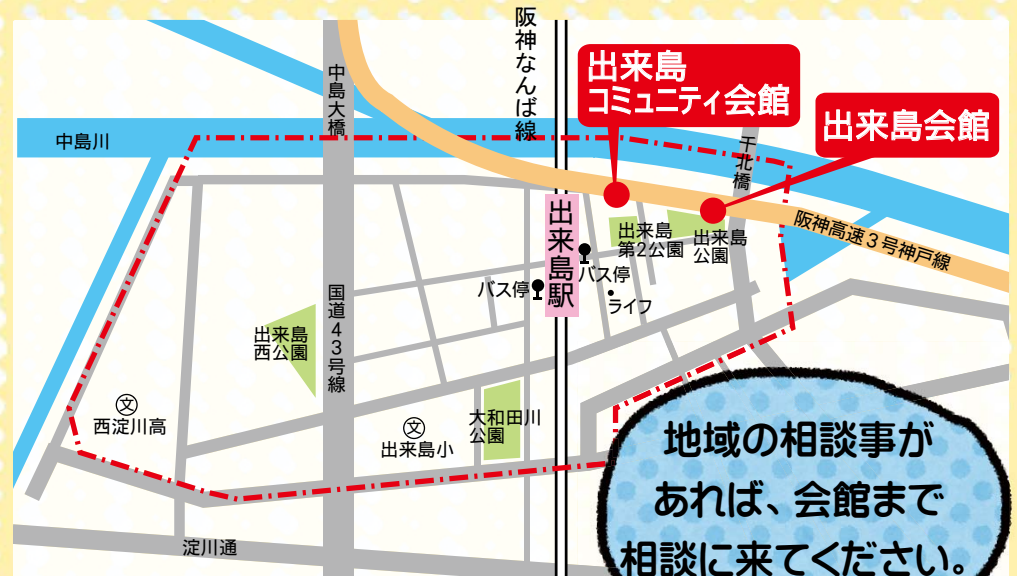 阪神なんば線
中島大橋
出来島
コミュニティ会館
出来島会館
中島川
千北橋
出来島駅
出来島
第2公園
出来島
公園
阪神高速3号神戸線
バス停
バス停
ライフ
国道43号線
出来島
西公園
文
西淀川高
文
出来島小
大和田川
公園
淀川通
地域の相談事が
あれば、会館まで
相談に来てください。